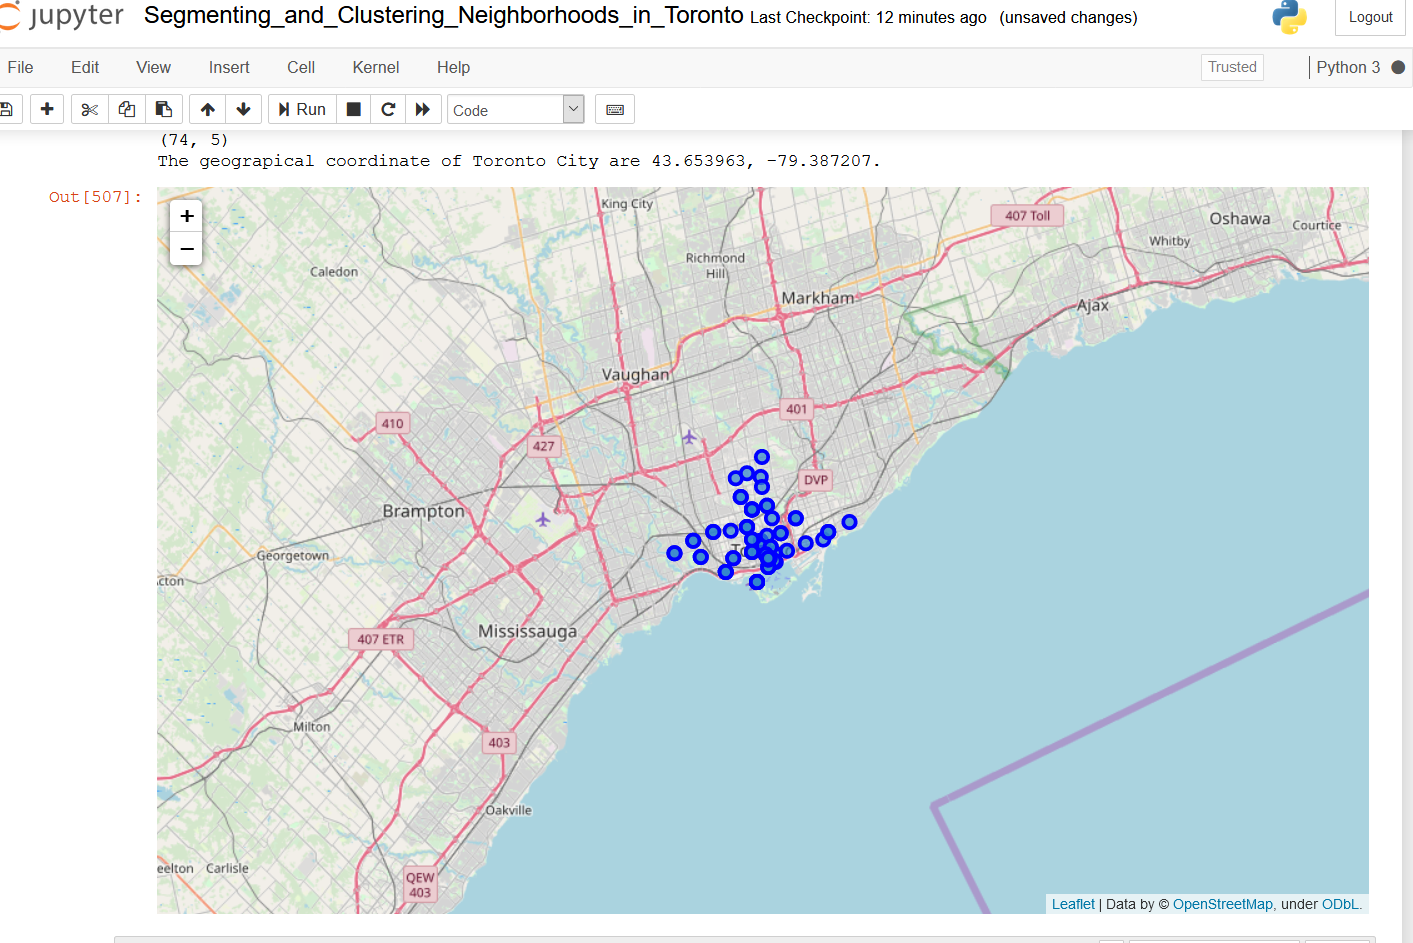 jupyter Segmenting_and_Clustering_Neighborhoods_in_Toronto Last Checkpoint: 12 minutes ago (unsaved changes) Logout
File Edit View Insert Cell Kernel Help Trusted Python 3
Run Code
(74, 5)
The geograpical coordinate of Toronto City are 43.653963, -79.387207.
Out[507]:
+
−
King City
407 Toll
Oshawa
Courtice
Whitby
Richmond
Hill
Caledon
Markham
Ajax
Vaughan
401
410
427
DVP
Brampton
Georgetown
cton
Mississauga
407 ETR
Milton
403
Oakville
eelton
Carlisle
QEW
403
Leaflet | Data by © OpenStreetMap, under ODbL.